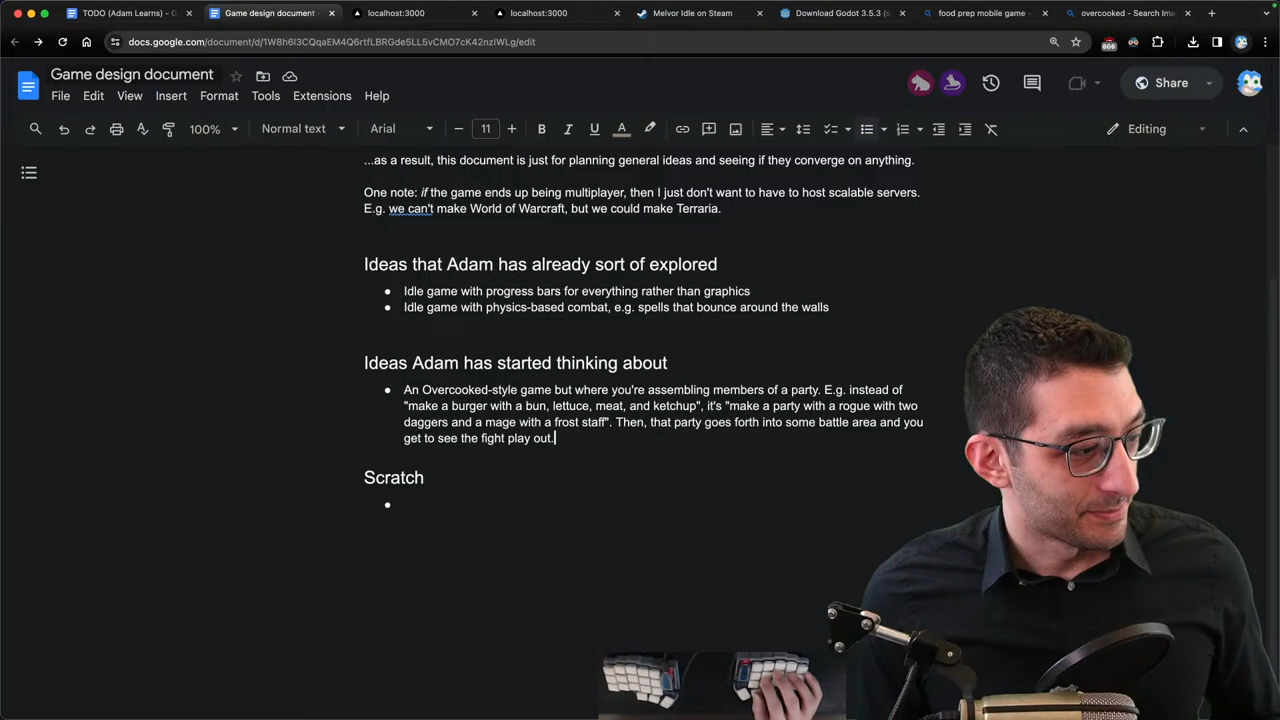 TODO (Adam Learns) - G
Game design document -
localhost:3000
localhost:3000
Melvor Idle on Steam
Download Godot 3.5.3 (s
food prep mobile game -
overcooked - Search Ima
docs.google.com/document/d/1W8h6l3CQqaEM4Q6rtfLBRGde5LL5vCMO7cK42nzlWLg/edit
606
Game design document
Share
File Edit View Insert Format Tools Extensions Help
100% Normal text Arial 11 Editing
...as a result, this document is just for planning general ideas and seeing if they converge on anything.
One note: if the game ends up being multiplayer, then I just don't want to have to host scalable servers.
E.g. we can't make World of Warcraft, but we could make Terraria.
Ideas that Adam has already sort of explored
● Idle game with progress bars for everything rather than graphics
● Idle game with physics-based combat, e.g. spells that bounce around the walls
Ideas Adam has started thinking about
● An Overcooked-style game but where you're assembling members of a party. E.g. instead of
"make a burger with a bun, lettuce, meat, and ketchup", it's "make a party with a rogue with two
daggers and a mage with a frost staff". Then, that party goes forth into some battle area and you
get to see the fight play out.
Scratch
●